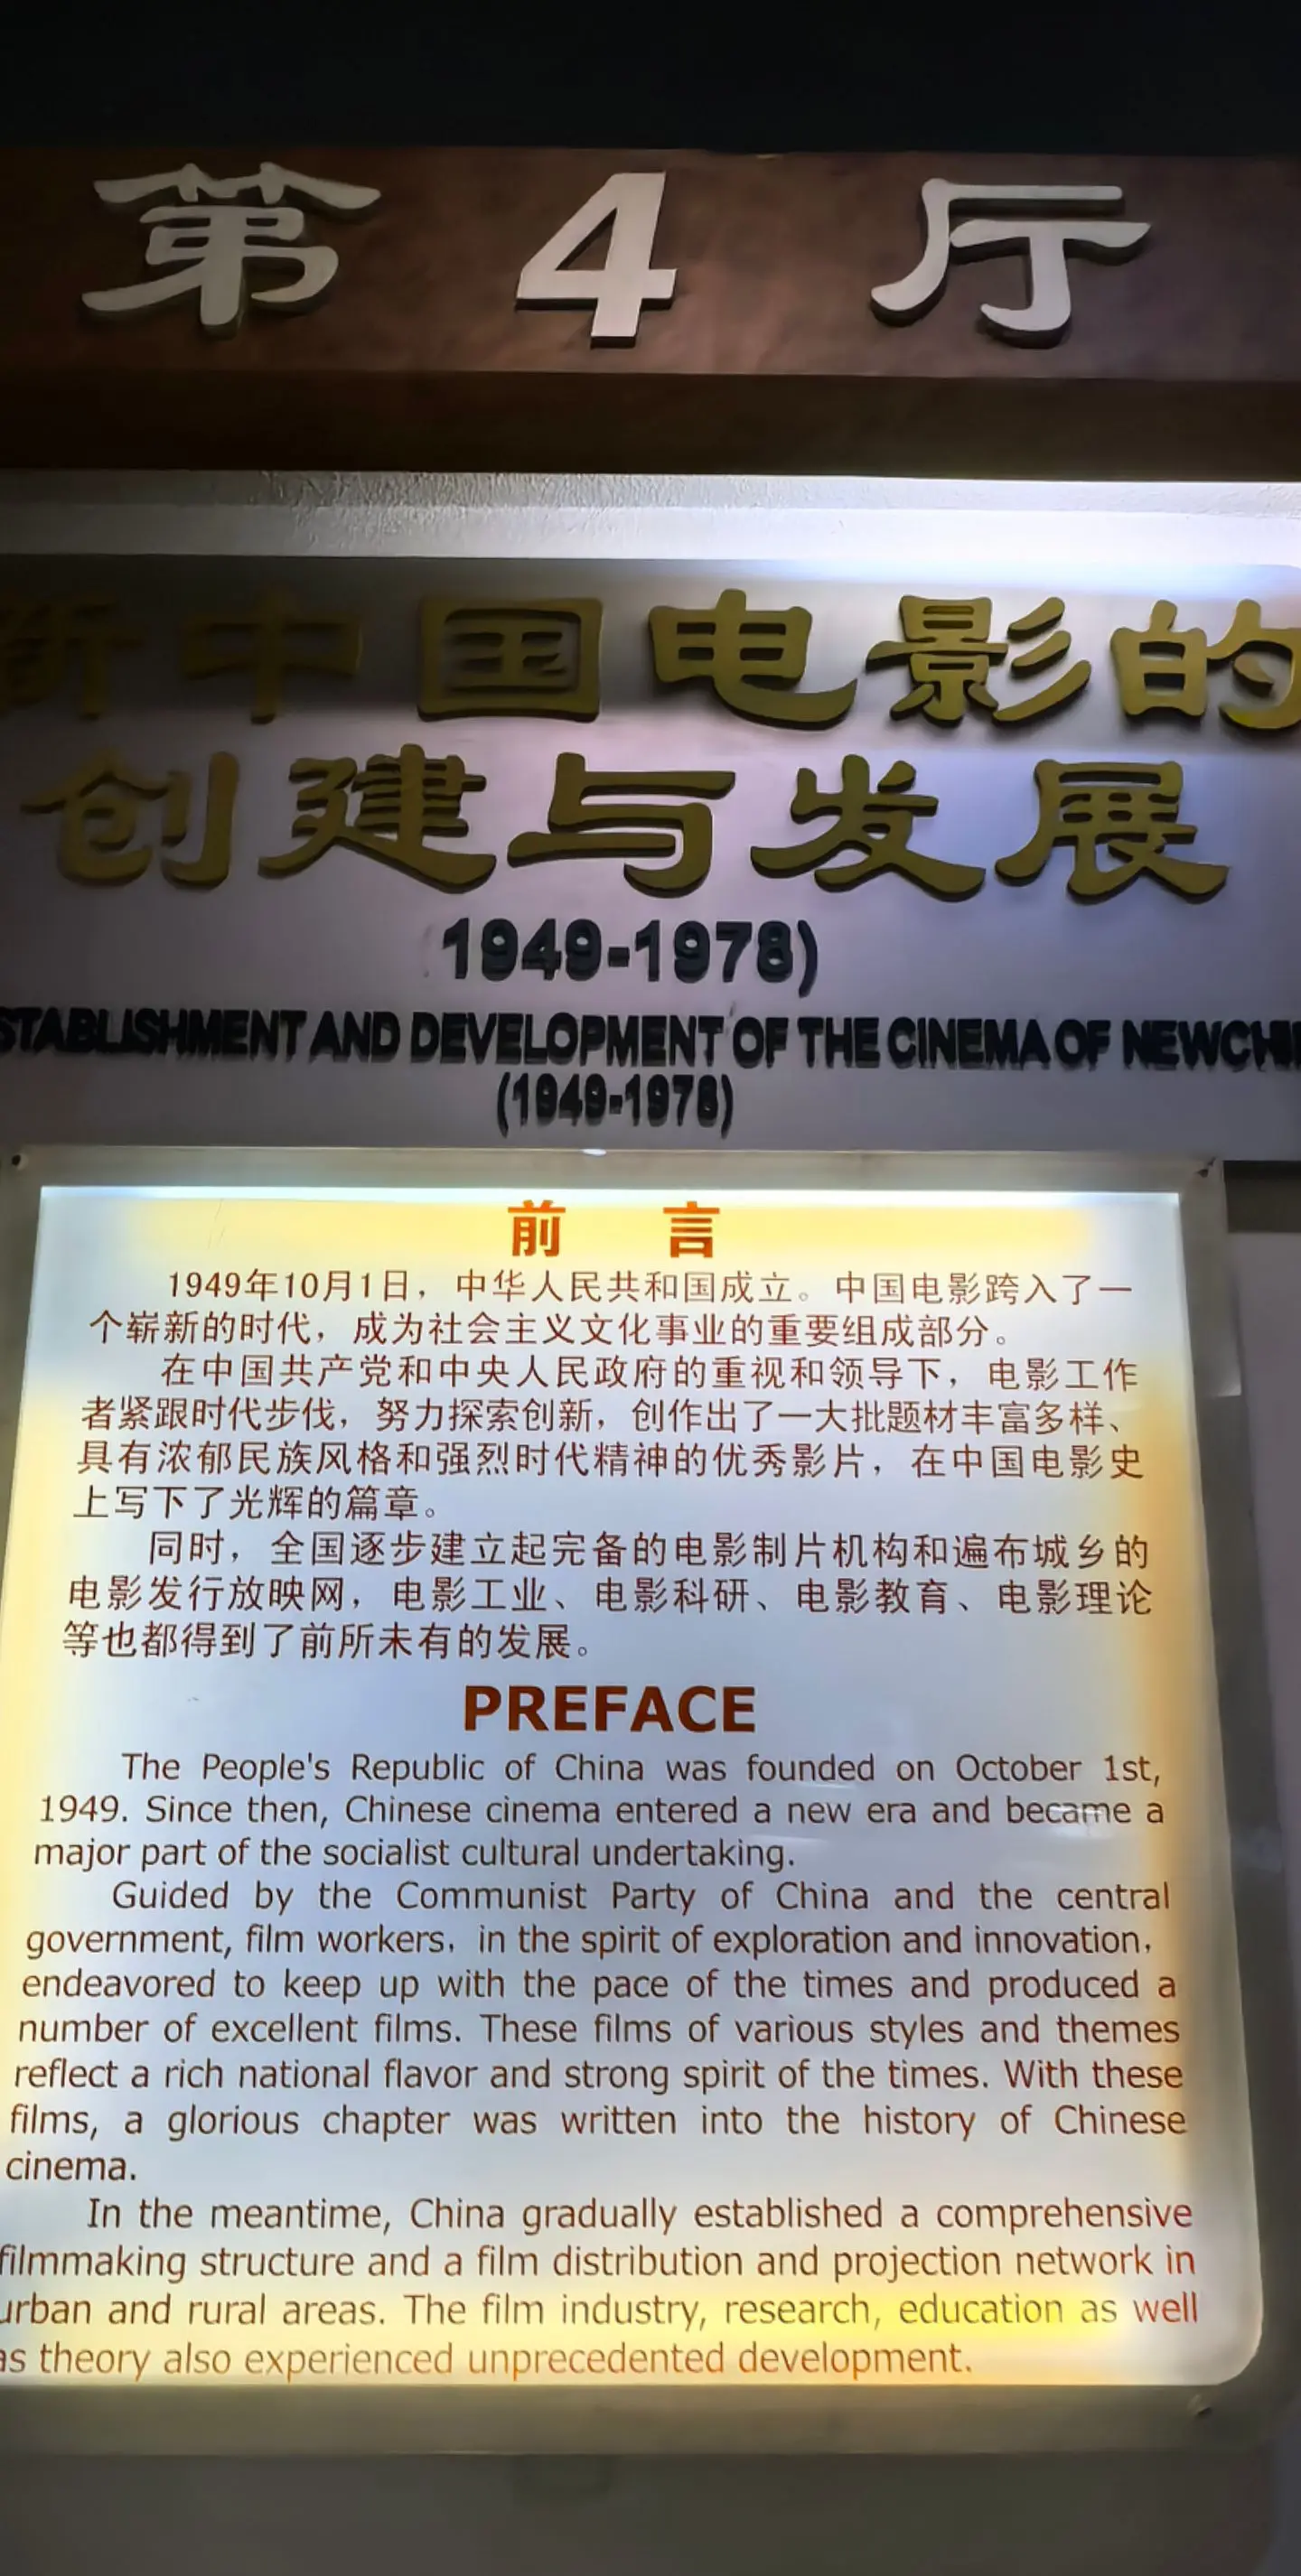 第4厅
新中国电影的
创建与发展
1949-1978)
STABLISHMENT AND DEVELOPMENT OF THE CINEMA OF NEWCHI
(1949-1978)
前 言
1949年10月1日，中华人民共和国成立。中国电影跨入了一
个崭新的时代，成为社会主义文化事业的重要组成部分。
在中国共产党和中央人民政府的重视和领导下，电影工作
者紧跟时代步伐，努力探索创新，创作出了一大批题材丰富多样、
具有浓郁民族风格和强烈时代精神的优秀影片，在中国电影史
上写下了光辉的篇章。
同时，全国逐步建立起完备的电影制片机构和遍布城乡的
电影发行放映网，电影工业、电影科研、电影教育、电影理论
等也都得到了前所未有的发展。
PREFACE
The People's Republic of China was founded on October 1st,
1949. Since then, Chinese cinema entered a new era and became a
major part of the socialist cultural undertaking.
Guided by the Communist Party of China and the central
government, film workers, in the spirit of exploration and innovation,
endeavored to keep up with the pace of the times and produced a
number of excellent films. These films of various styles and themes
reflect a rich national flavor and strong spirit of the times. With these
films, a glorious chapter was written into the history of Chinese
cinema.
In the meantime, China gradually established a comprehensive
filmmaking structure and a film distribution and projection network in
urban and rural areas. The film industry, research, education as well
as theory also experienced unprecedented development.